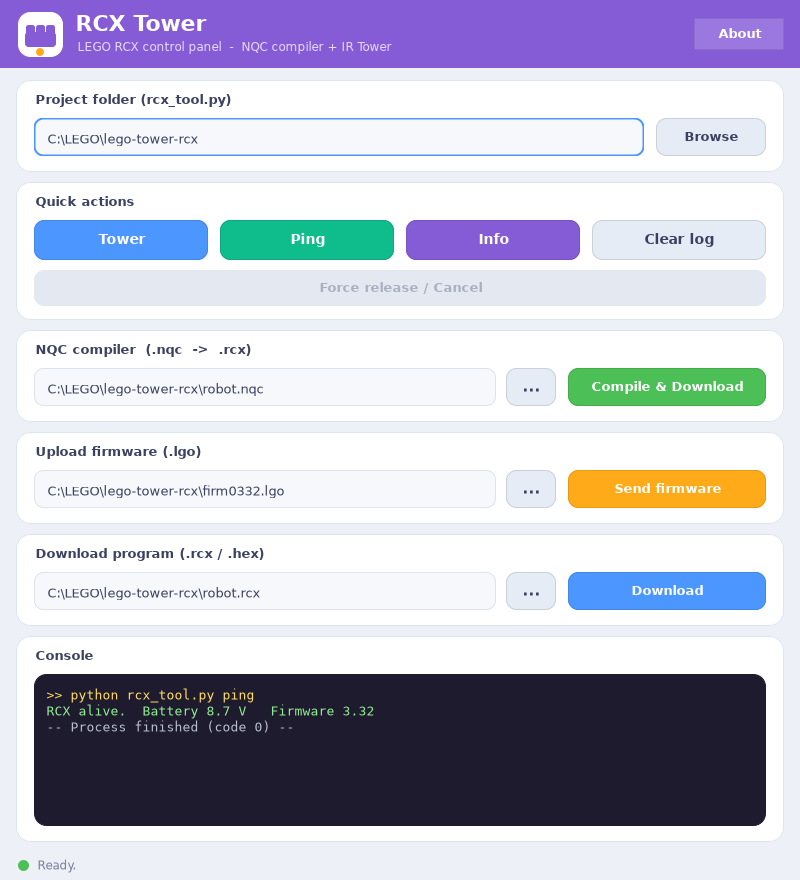 RCX Tower
LEGO RCX control panel  -  NQC compiler + IR Tower
About
Project folder (rcx_tool.py)
C:\LEGO\lego-tower-rcx
Browse
Quick actions
Tower
Ping
Info
Clear log
Force release / Cancel
NQC compiler  (.nqc  ->  .rcx)
C:\LEGO\lego-tower-rcx\robot.nqc
...
Compile & Download
Upload firmware (.lgo)
C:\LEGO\lego-tower-rcx\firm0332.lgo
...
Send firmware
Download program (.rcx / .hex)
C:\LEGO\lego-tower-rcx\robot.rcx
...
Download
Console
>> python rcx_tool.py ping
RCX alive.  Battery 8.7 V   Firmware 3.32
-- Process finished (code 0) --
Ready.